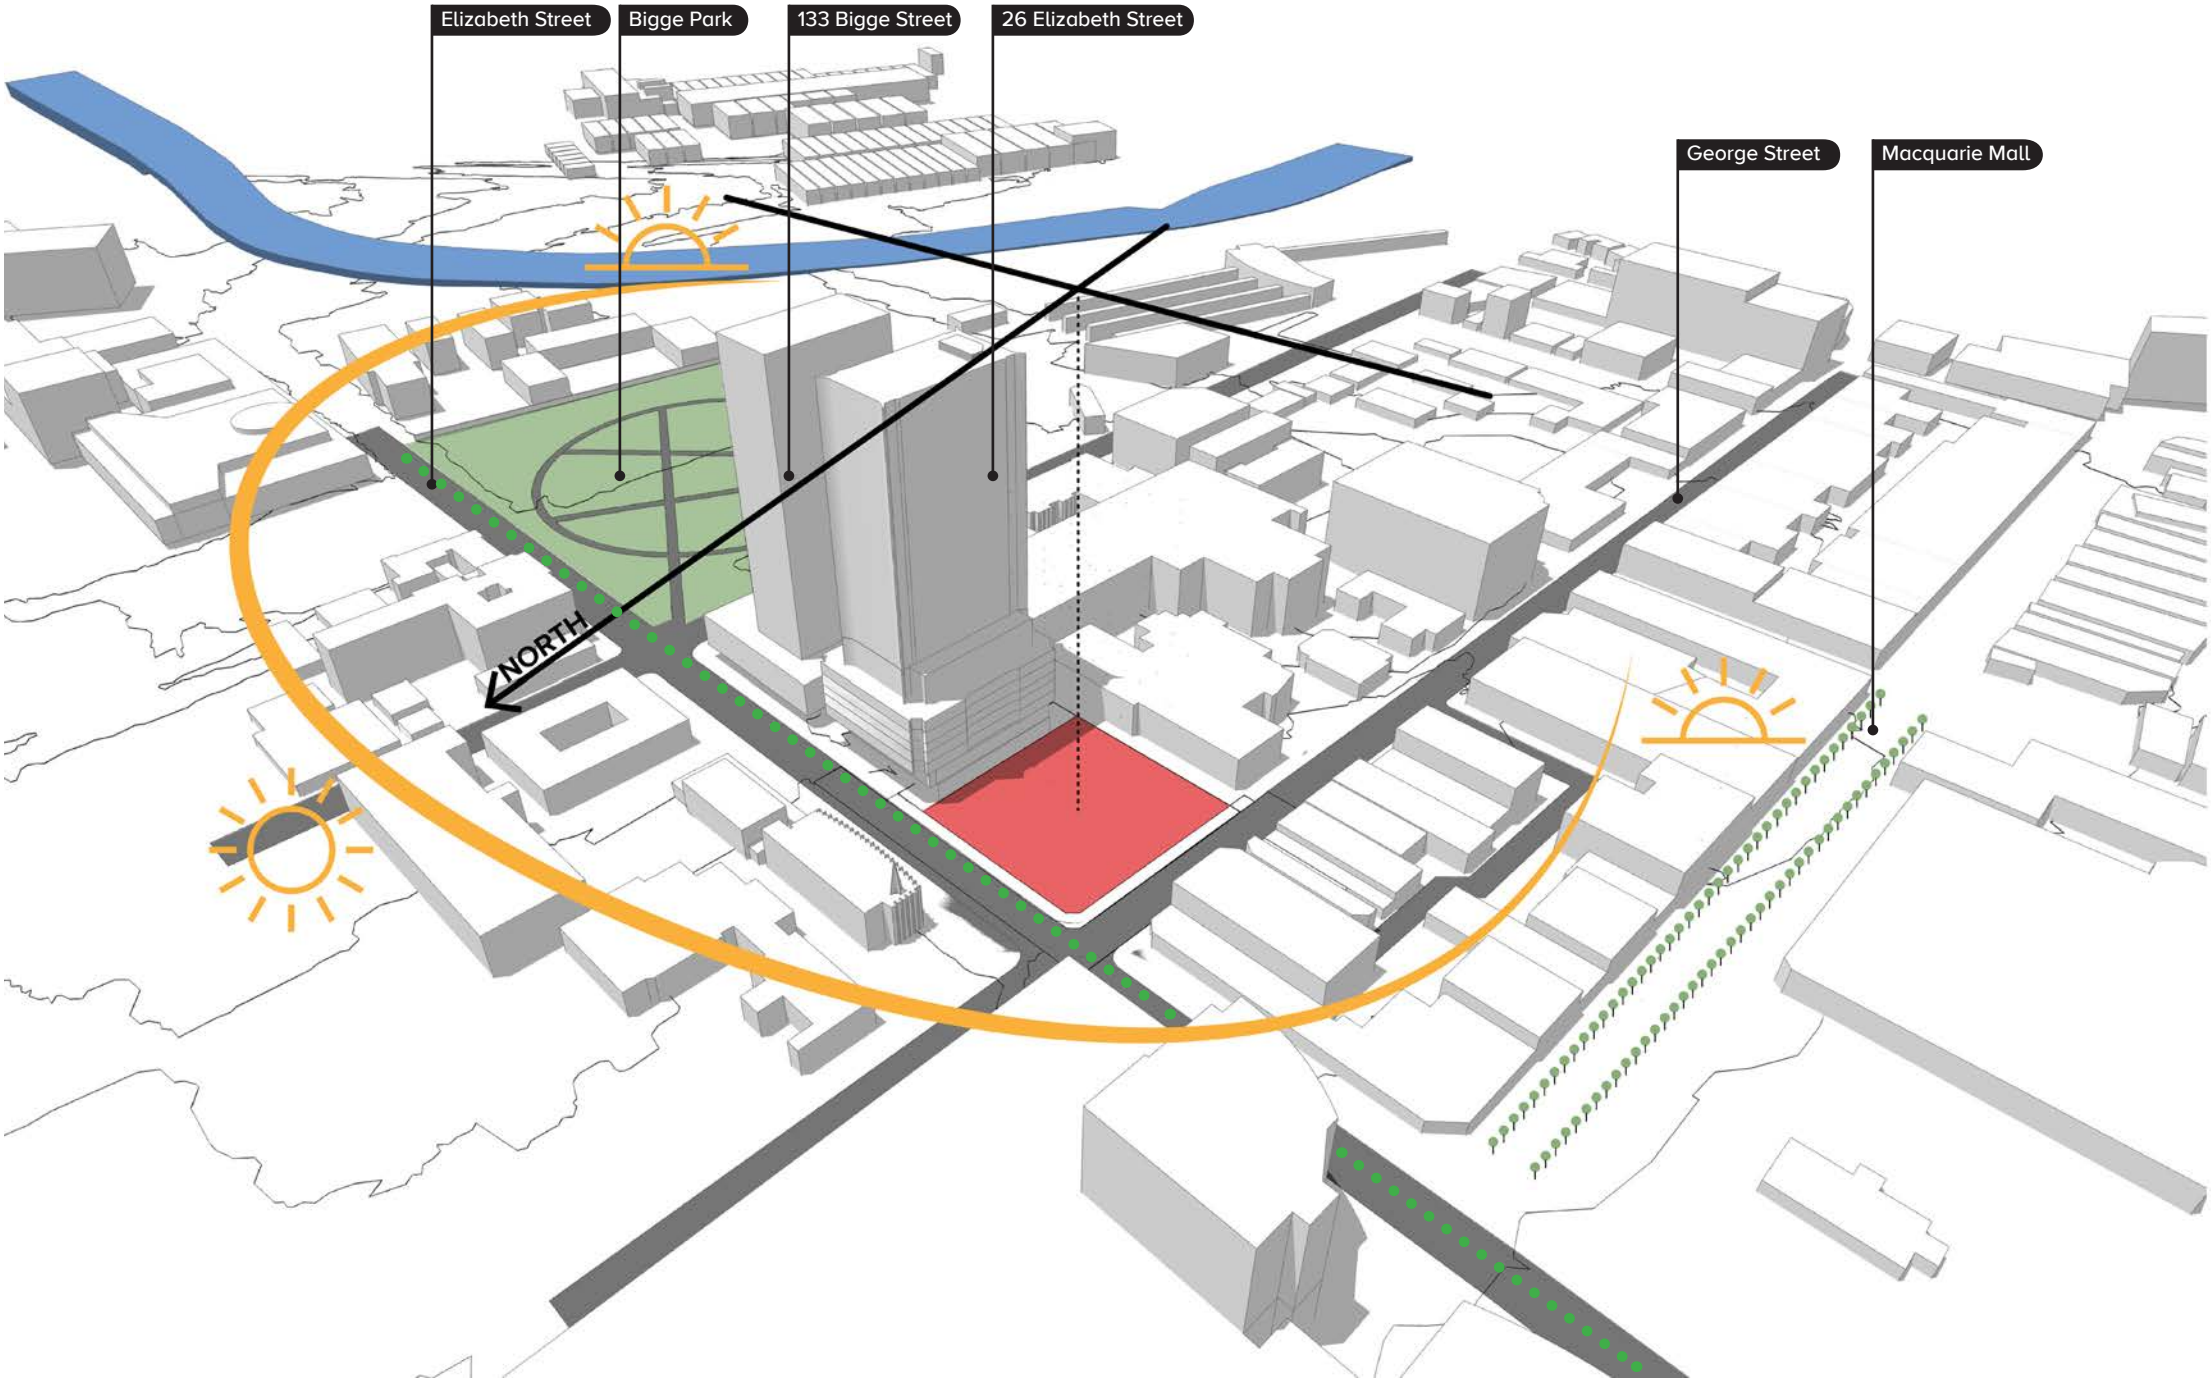 Elizabeth Street
Bigge Park
133 Bigge Street
26 Elizabeth Street
George Street
Macquarie Mall
NORTH